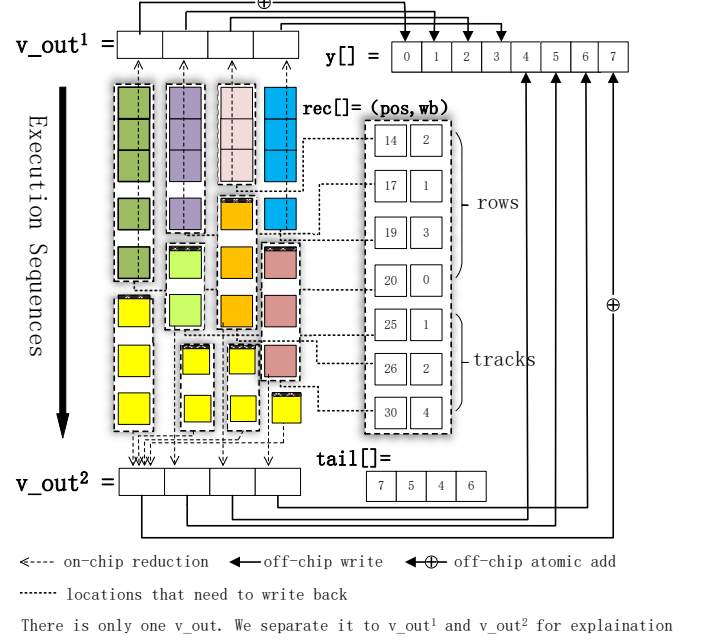 v_out¹ =
y[] = 0 1 2 3 4 5 6 7
rec[]= (pos,wb)
14 2
17 1
rows
19 3
20 0
25 1
tracks
26 2
30 4
Execution Sequences
tail[]=
v_out² =
7 5 4 6
on-chip reduction off-chip write off-chip atomic add
locations that need to write back
There is only one v_out. We separate it to v_out¹ and v_out² for explaination